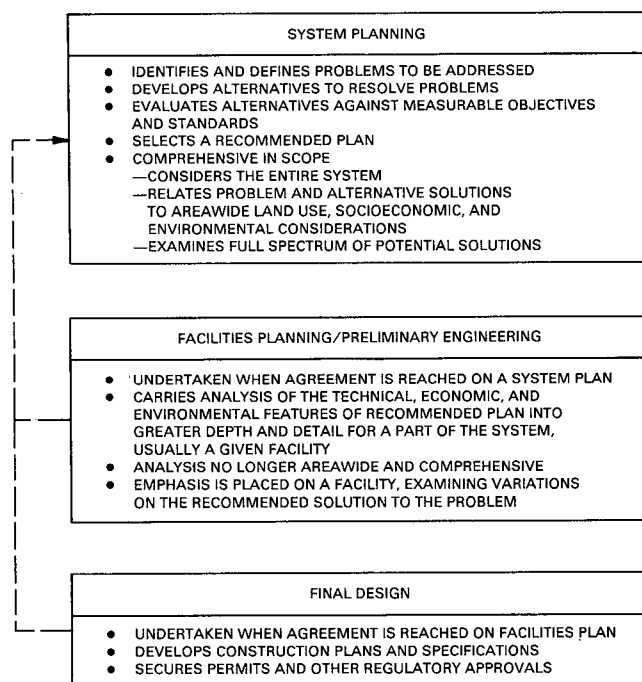 SYSTEM PLANNING
● IDENTIFIES AND DEFINES PROBLEMS TO BE ADDRESSED
● DEVELOPS ALTERNATIVES TO RESOLVE PROBLEMS
● EVALUATES ALTERNATIVES AGAINST MEASURABLE OBJECTIVES
AND STANDARDS
● SELECTS A RECOMMENDED PLAN
● COMPREHENSIVE IN SCOPE
—CONSIDERS THE ENTIRE SYSTEM
—RELATES PROBLEM AND ALTERNATIVE SOLUTIONS
TO AREAWIDE LAND USE, SOCIOECONOMIC, AND
ENVIRONMENTAL CONSIDERATIONS
—EXAMINES FULL SPECTRUM OF POTENTIAL SOLUTIONS
FACILITIES PLANNING/PRELIMINARY ENGINEERING
● UNDERTAKEN WHEN AGREEMENT IS REACHED ON A SYSTEM PLAN
● CARRIES ANALYSIS OF THE TECHNICAL, ECONOMIC, AND
ENVIRONMENTAL FEATURES OF RECOMMENDED PLAN INTO
GREATER DEPTH AND DETAIL FOR A PART OF THE SYSTEM,
USUALLY A GIVEN FACILITY
● ANALYSIS NO LONGER AREAWIDE AND COMPREHENSIVE
● EMPHASIS IS PLACED ON A FACILITY, EXAMINING VARIATIONS
ON THE RECOMMENDED SOLUTION TO THE PROBLEM
FINAL DESIGN
● UNDERTAKEN WHEN AGREEMENT IS REACHED ON FACILITIES PLAN
● DEVELOPS CONSTRUCTION PLANS AND SPECIFICATIONS
● SECURES PERMITS AND OTHER REGULATORY APPROVALS